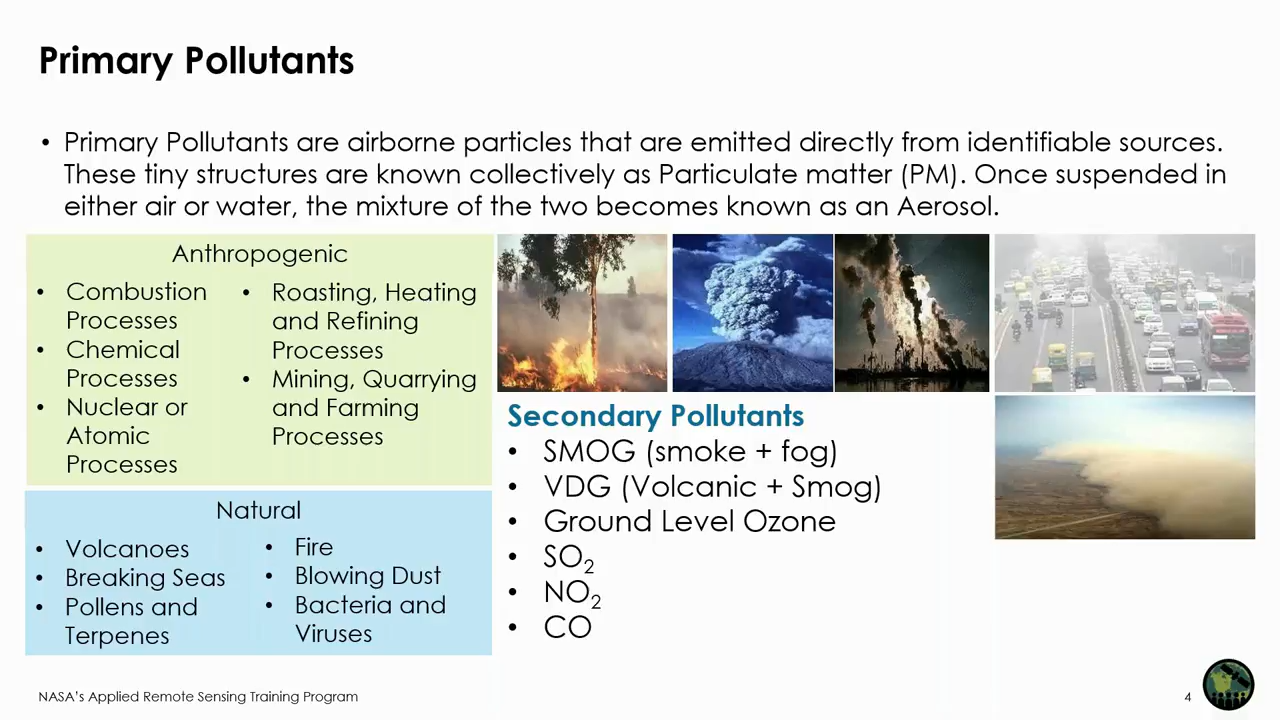 Primary Pollutants
• Primary Pollutants are airborne particles that are emitted directly from identifiable sources.
These tiny structures are known collectively as Particulate matter (PM). Once suspended in
either air or water, the mixture of the two becomes known as an Aerosol.
Anthropogenic
• Combustion
Processes
• Chemical
Processes
• Nuclear or
Atomic
Processes
• Roasting, Heating
and Refining
Processes
• Mining, Quarrying
and Farming
Processes
Natural
• Volcanoes
• Breaking Seas
• Pollens and
Terpenes
• Fire
• Blowing Dust
• Bacteria and
Viruses
Secondary Pollutants
• SMOG (smoke + fog)
• VDG (Volcanic + Smog)
• Ground Level Ozone
• SO₂
• NO₂
• CO
NASA's Applied Remote Sensing Training Program
4